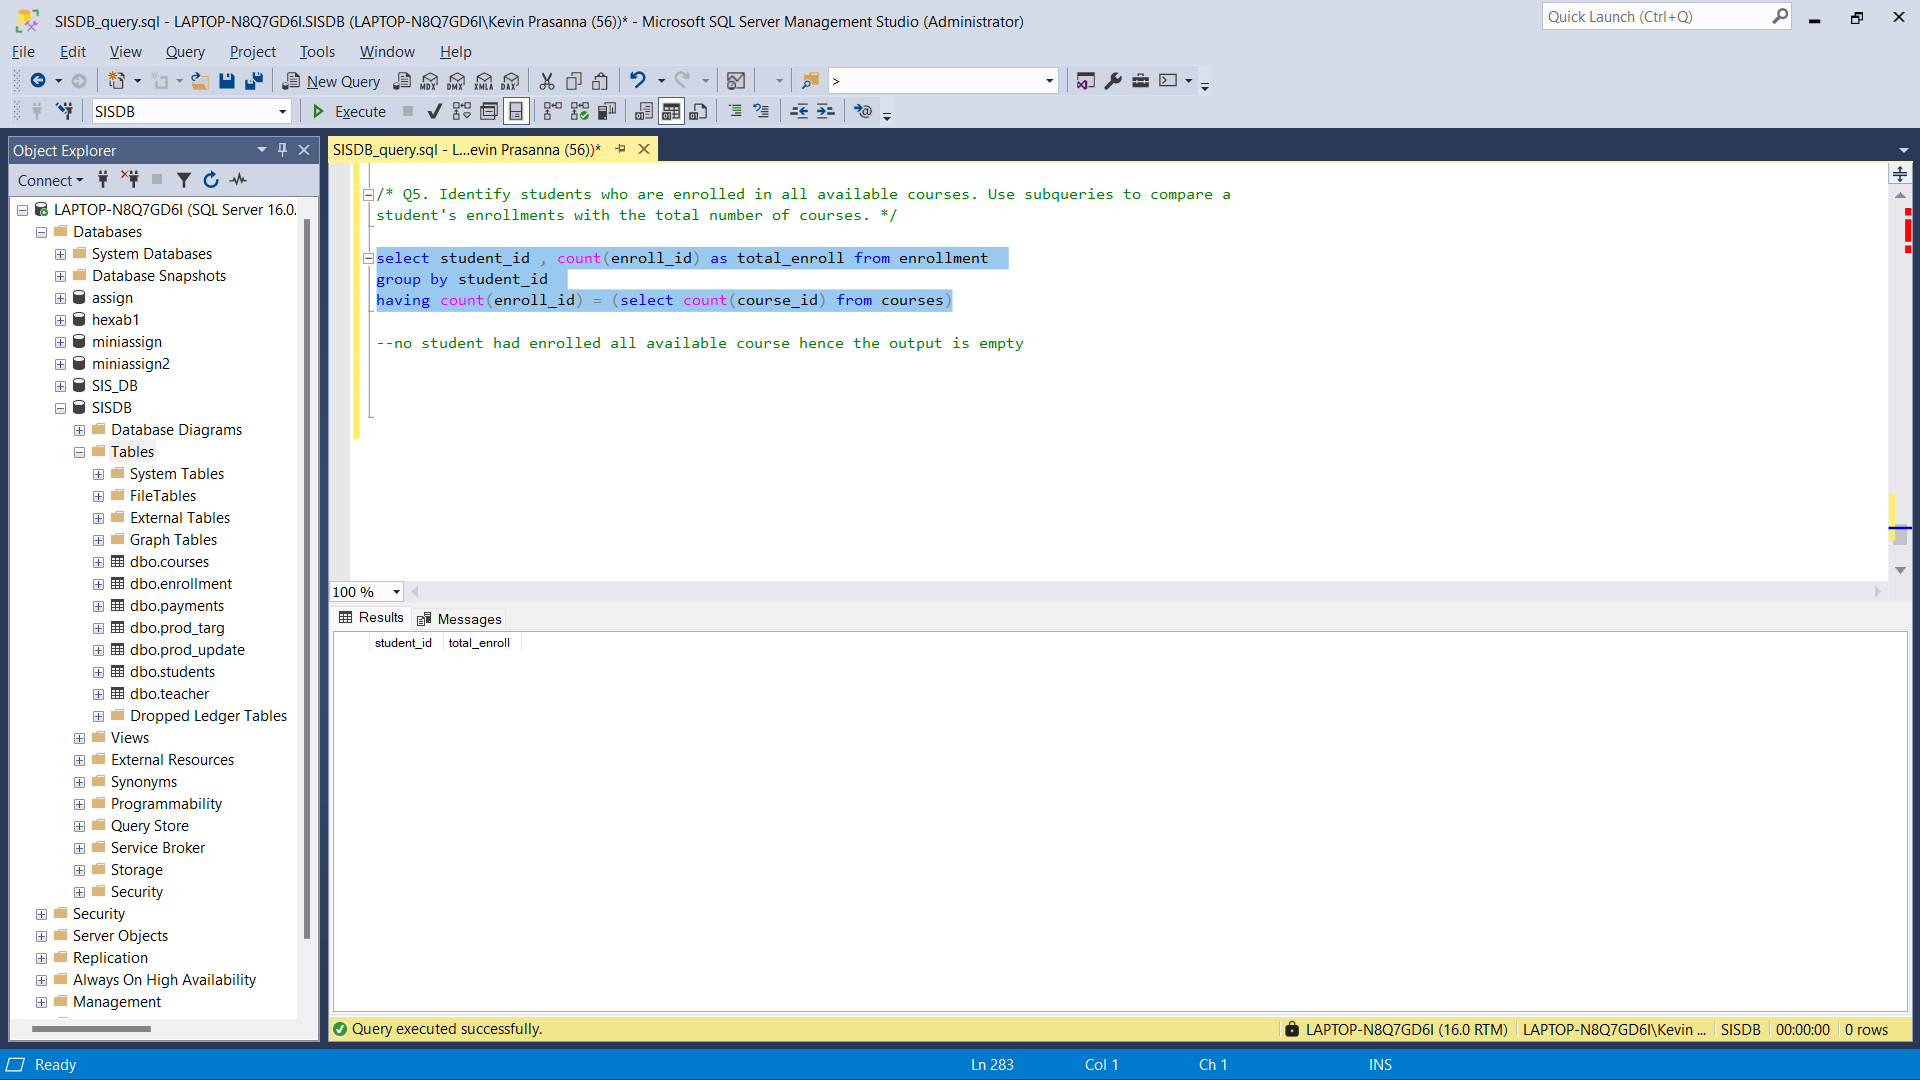 SISDB_query.sql - LAPTOP-N8Q7GD6I.SISDB (LAPTOP-N8Q7GD6I\Kevin Prasanna (56))* - Microsoft SQL Server Management Studio (Administrator)
Quick Launch (Ctrl+Q)
File Edit View Query Project Tools Window Help
New Query MDX DMX XMLA DAX >
SISDB Execute
Object Explorer
SISDB_query.sql - L...evin Prasanna (56))*
Connect
LAPTOP-N8Q7GD6I (SQL Server 16.0.
Databases
System Databases
Database Snapshots
assign
hexab1
miniassign
miniassign2
SIS_DB
SISDB
Database Diagrams
Tables
System Tables
FileTables
External Tables
Graph Tables
dbo.courses
dbo.enrollment
dbo.payments
dbo.prod_targ
dbo.prod_update
dbo.students
dbo.teacher
Dropped Ledger Tables
Views
External Resources
Synonyms
Programmability
Query Store
Service Broker
Storage
Security
Security
Server Objects
Replication
Always On High Availability
Management
/* Q5. Identify students who are enrolled in all available courses. Use subqueries to compare a
student's enrollments with the total number of courses. */
select student_id , count(enroll_id) as total_enroll from enrollment
group by student_id
having count(enroll_id) = (select count(course_id) from courses)
--no student had enrolled all available course hence the output is empty
100 %
Results Messages
student_id total_enroll
Query executed successfully.
LAPTOP-N8Q7GD6I (16.0 RTM) LAPTOP-N8Q7GD6I\Kevin ... SISDB 00:00:00 0 rows
Ready Ln 283 Col 1 Ch 1 INS